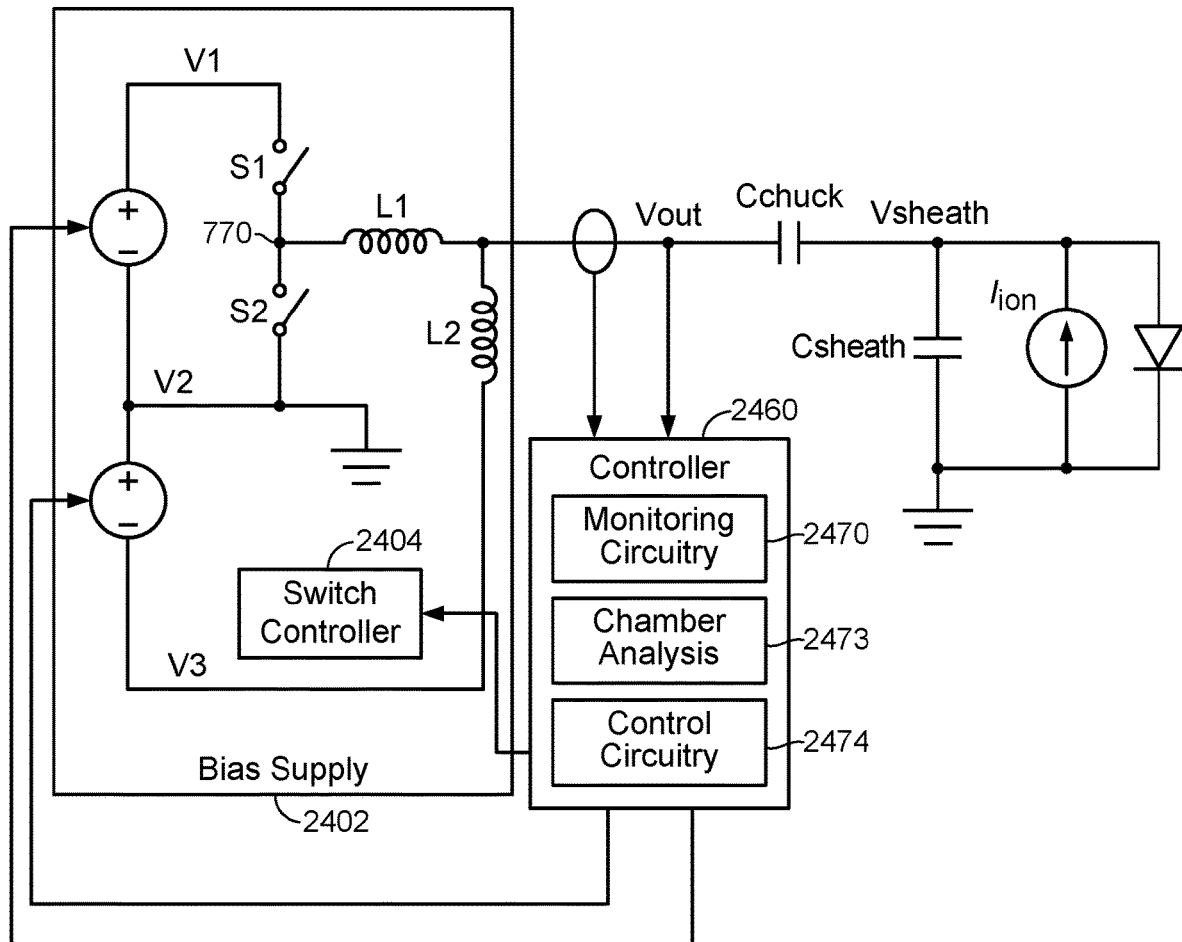 V1
S1
L1
770
S2
L2
V2
V3
Vout
Cchuck
Vsheath
Csheath
Iion
+
−
+
−
2460
Controller
Monitoring
Circuitry
2470
Chamber
Analysis
2473
Control
Circuitry
2474
2404
Switch
Controller
Bias Supply
2402